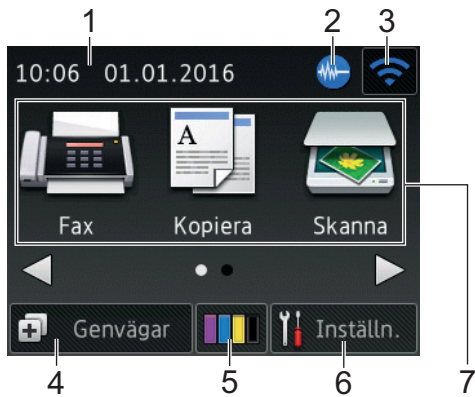 1 2 3
10:06 01.01.2016
A
Fax Kopiera Skanna
Genvägar Inställn.
4 5 6 7